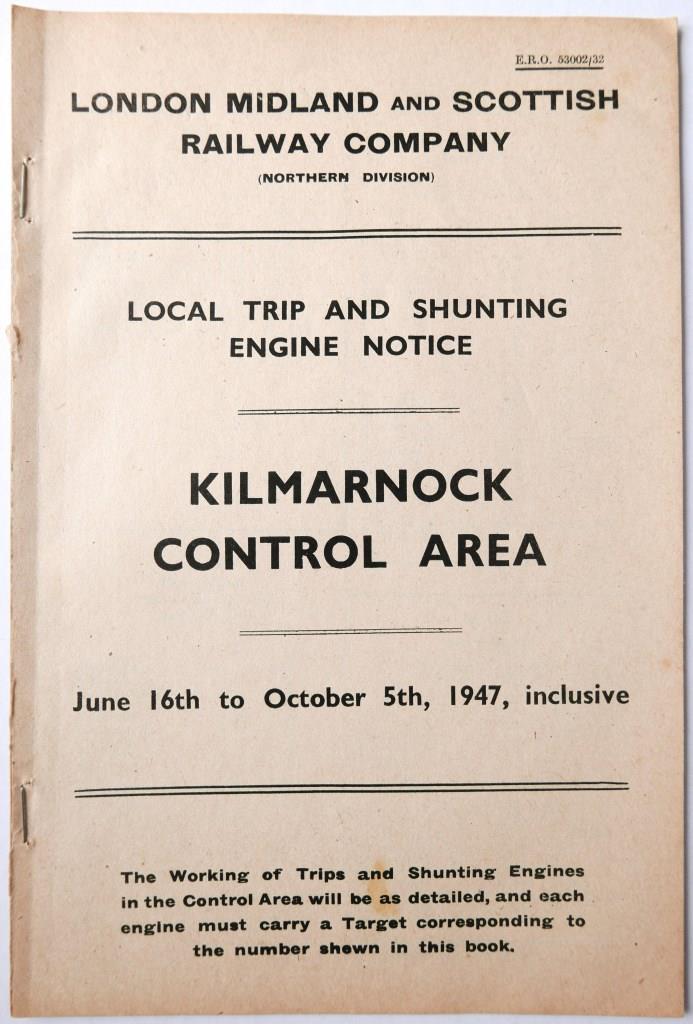 E.R.O. 53002/32
LONDON MIDLAND AND SCOTTISH
RAILWAY COMPANY
(NORTHERN DIVISION)
LOCAL TRIP AND SHUNTING
ENGINE NOTICE
KILMARNOCK
CONTROL AREA
June 16th to October 5th, 1947, inclusive
The Working of Trips and Shunting Engines
in the Control Area will be as detailed, and each
engine must carry a Target corresponding to
the number shewn in this book.